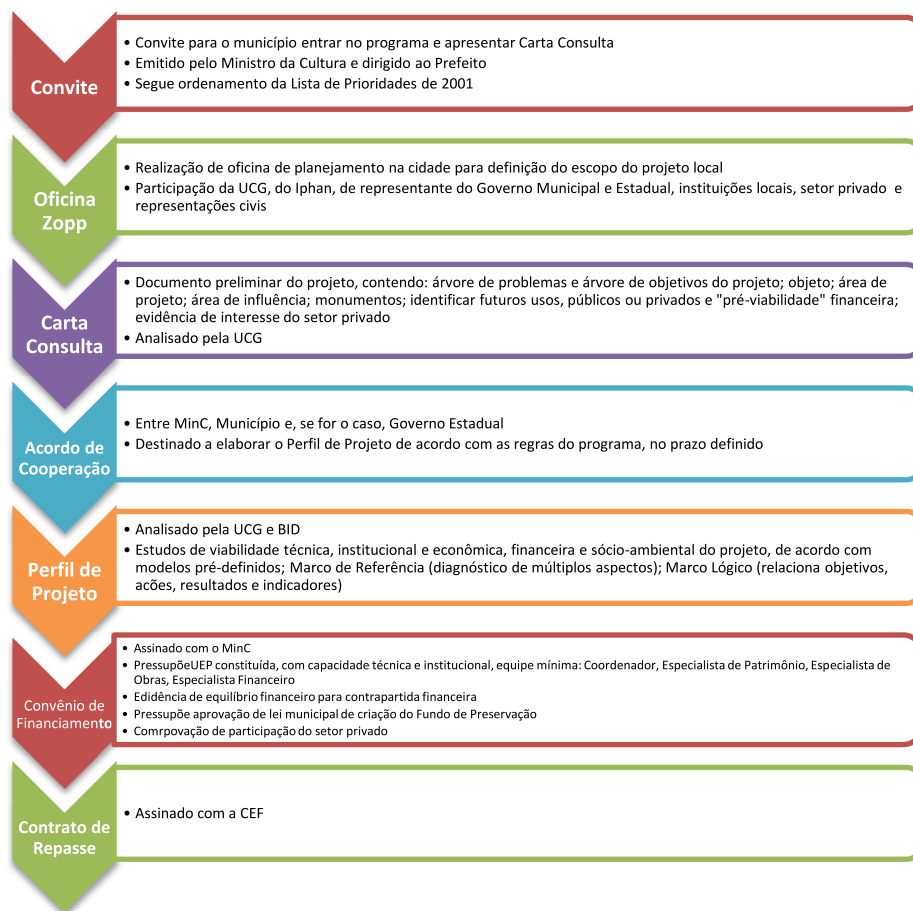 Convite
• Convite para o município entrar no programa e apresentar Carta Consulta
• Emitido pelo Ministro da Cultura e dirigido ao Prefeito
• Segue ordenamento da Lista de Prioridades de 2001
Oficina
Zopp
• Realização de oficina de planejamento na cidade para definição do escopo do projeto local
• Participação da UCG, do Iphan, de representante do Governo Municipal e Estadual, instituições locais, setor privado e
representações civis
Carta
Consulta
• Documento preliminar do projeto, contendo: árvore de problemas e árvore de objetivos do projeto; objeto; área de
projeto; área de influência; monumentos; identificar futuros usos, públicos ou privados e "pré-viabilidade" financeira;
evidência de interesse do setor privado
• Analisado pela UCG
Acordo de
Cooperação
• Entre MinC, Município e, se for o caso, Governo Estadual
• Destinado a elaborar o Perfil de Projeto de acordo com as regras do programa, no prazo definido
Perfil de
Projeto
• Analisado pela UCG e BID
• Estudos de viabilidade técnica, institucional e econômica, financeira e sócio-ambiental do projeto, de acordo com
modelos pré-definidos; Marco de Referência (diagnóstico de múltiplos aspectos); Marco Lógico (relaciona objetivos,
acões, resultados e indicadores)
Convênio de
Financiamento
• Assinado com o MinC
• PressupõeUEP constituída, com capacidade técnica e institucional, equipe mínima: Coordenador, Especialista de Patrimônio, Especialista de
Obras, Especialista Financeiro
• Edidência de equilíbrio financeiro para contrapartida financeira
• Pressupõe aprovação de lei municipal de criação do Fundo de Preservação
• Comrpovação de participação do setor privado
Contrato de
Repasse
• Assinado com a CEF